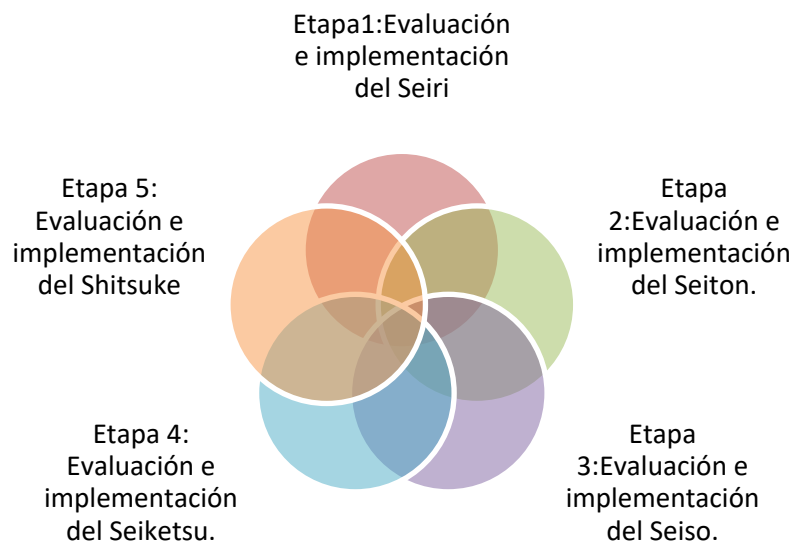 Etapa1:Evaluación
e implementación
del Seiri
Etapa
2:Evaluación e
implementación
del Seiton.
Etapa
3:Evaluación e
implementación
del Seiso.
Etapa 4:
Evaluación e
implementación
del Seiketsu.
Etapa 5:
Evaluación e
implementación
del Shitsuke